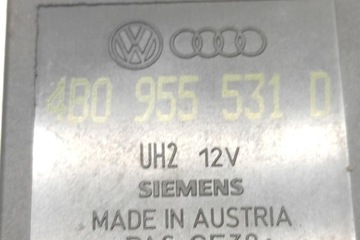 4B0 955 531 D
UH2 12V
SIEMENS
MADE IN AUSTRIA